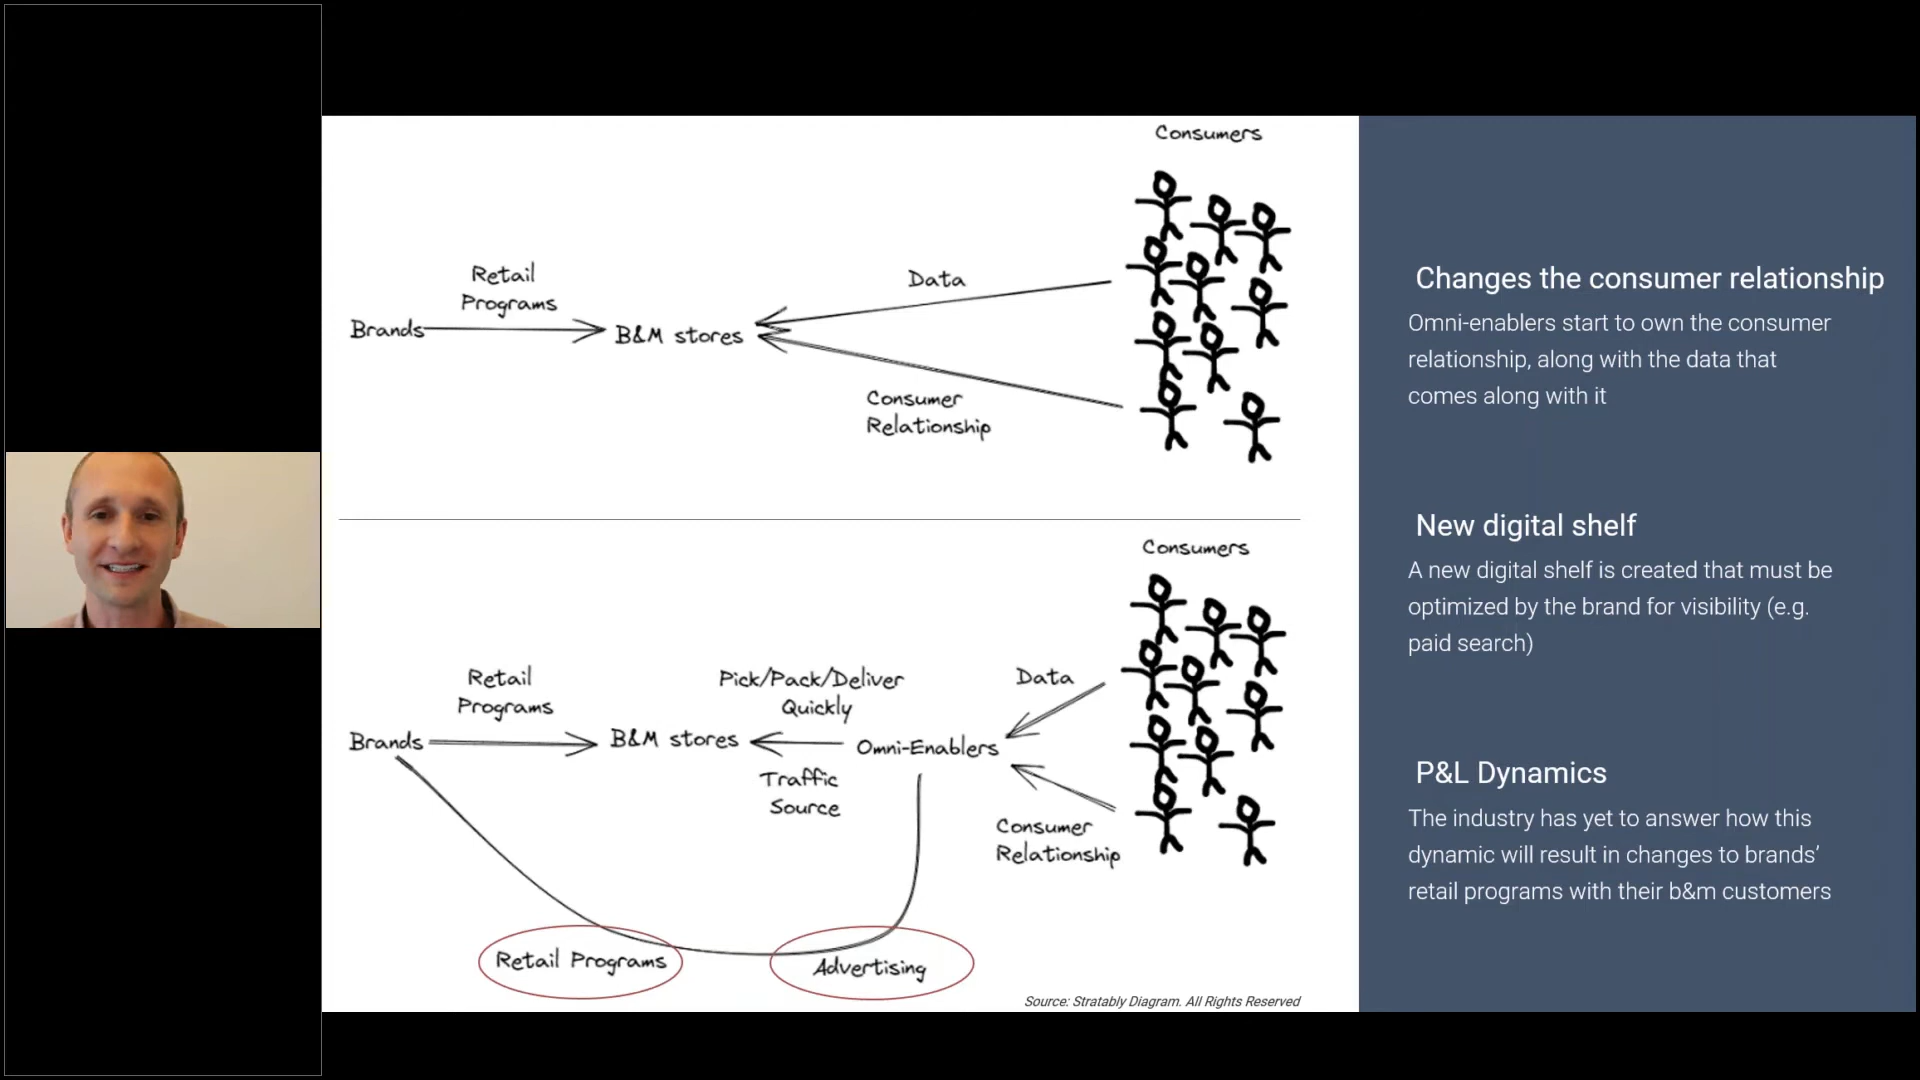 Consumers
Retail
Programs
Data
Brands
B&M stores
Consumer
Relationship
Consumers
Retail
Programs
Pick/Pack/Deliver
Quickly
Data
Brands
B&M stores
Omni-Enablers
Traffic
Source
Consumer
Relationship
Retail Programs
Advertising
Source: Stratably Diagram. All Rights Reserved
Changes the consumer relationship
Omni-enablers start to own the consumer
relationship, along with the data that
comes along with it
New digital shelf
A new digital shelf is created that must be
optimized by the brand for visibility (e.g.
paid search)
P&L Dynamics
The industry has yet to answer how this
dynamic will result in changes to brands’
retail programs with their b&m customers